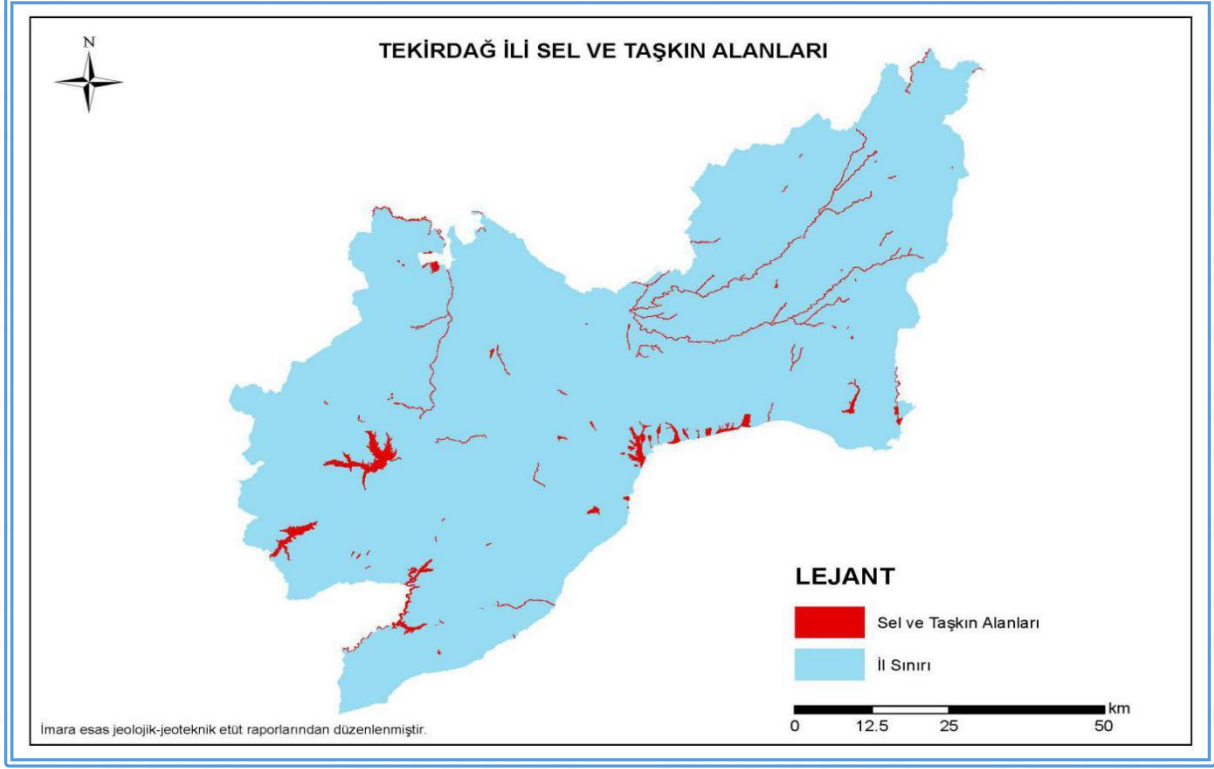 N
TEKİRDAĞ İLİ SEL VE TAŞKIN ALANLARI
LEJANT
Sel ve Taşkın Alanları
İl Sınırı
km
0 12.5 25 50
İmara esas jeolojik-jeoteknik etüt raporlarından düzenlenmiştir.